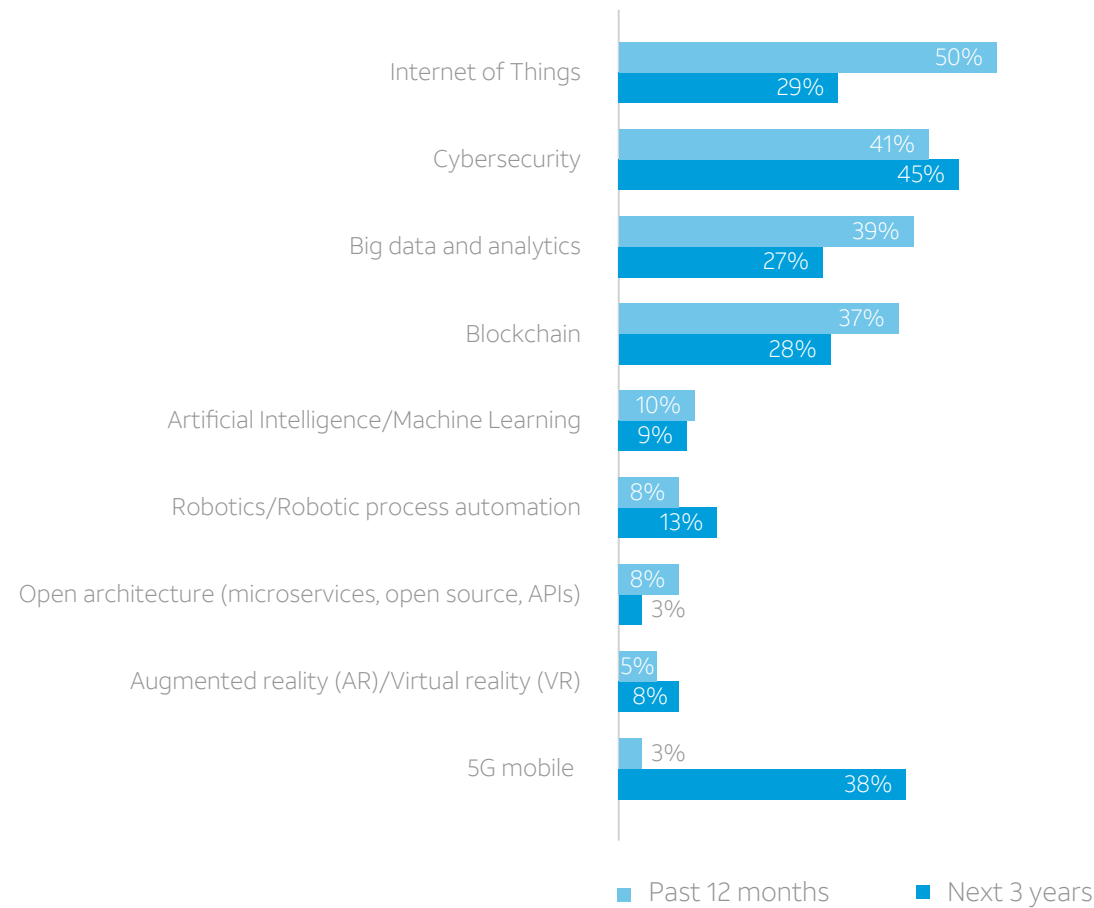 50%
Internet of Things
29%
41%
Cybersecurity
45%
39%
Big data and analytics
27%
37%
Blockchain
28%
10%
Artificial Intelligence/Machine Learning
9%
8%
Robotics/Robotic process automation
13%
8%
Open architecture (microservices, open source, APIs)
3%
5%
Augmented reality (AR)/Virtual reality (VR)
8%
3%
5G mobile
38%
Past 12 months
Next 3 years